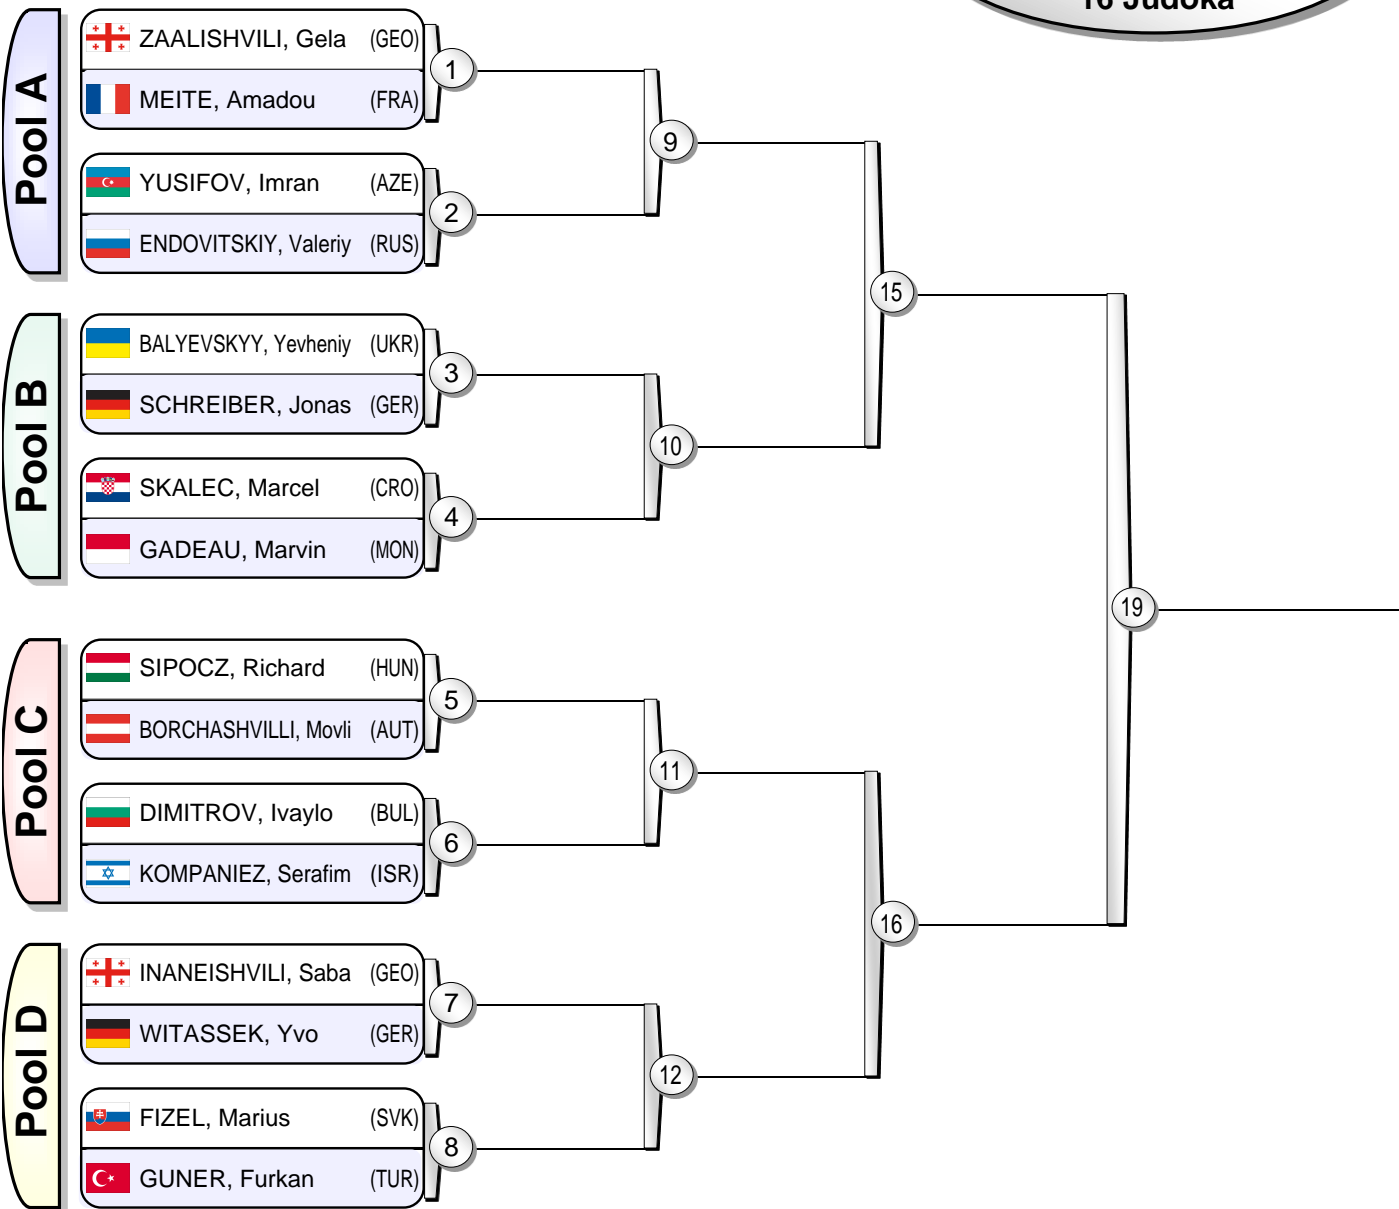 16 Judoka
Pool A
ZAALISHVILI, Gela (GEO)
1
MEITE, Amadou (FRA)
9
YUSIFOV, Imran (AZE)
2
ENDOVITSKIY, Valeriy (RUS)
15
Pool B
BALYEVSKYY, Yevheniy (UKR)
3
SCHREIBER, Jonas (GER)
10
SKALEC, Marcel (CRO)
4
GADEAU, Marvin (MON)
19
Pool C
SIPOCZ, Richard (HUN)
5
BORCHASHVILLI, Movli (AUT)
11
DIMITROV, Ivaylo (BUL)
6
KOMPANIEZ, Serafim (ISR)
16
Pool D
INANEISHVILI, Saba (GEO)
7
WITASSEK, Yvo (GER)
12
FIZEL, Marius (SVK)
8
GUNER, Furkan (TUR)